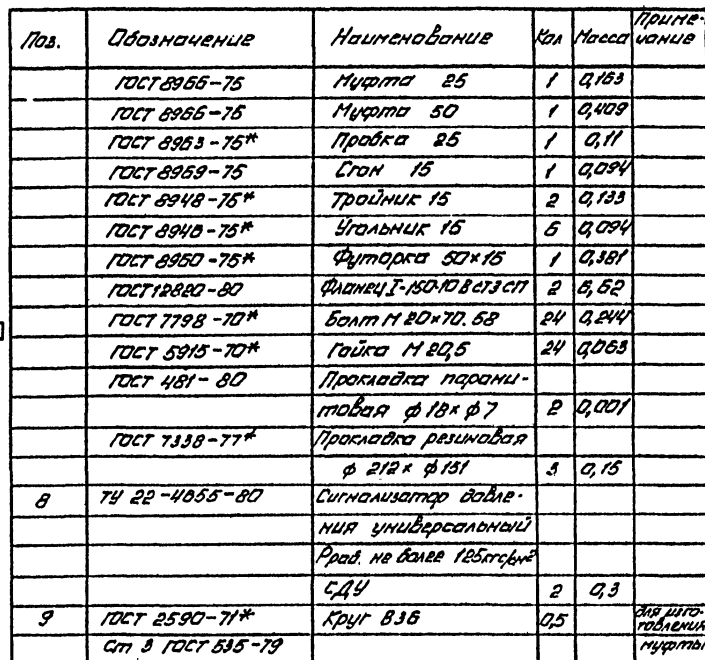 Поз. Обозначение Наименование Кол Масса Приме-
чание
ГОСТ 8966-75 Муфта 25 1 0,163
ГОСТ 8966-75 Муфта 50 1 0,409
ГОСТ 8963-75* Пробка 25 1 0,11
ГОСТ 8969-75 Сгон 15 1 0,094
ГОСТ 8948-75* Тройник 15 2 0,133
ГОСТ 8946-75* Угольник 15 5 0,094
ГОСТ 8960-75* Футорка 50×15 1 0,381
ГОСТ 12820-80 Фланец I-150-10 В ст3 сп 2 6,62
ГОСТ 7798-70* Болт М 20×70.58 24 0,244
ГОСТ 5915-70* Гайка М 20,5 24 0,063
ГОСТ 481-80 Прокладка парани-
товая ф 18× ф 7 2 0,001
ГОСТ 7338-77* Прокладка резиновая
ф 212× ф 151 3 0,15
8 ТУ 22-4655-80 Сигнализатор давле-
ния универсальный
Рраб. не более 125кгс/см²
СДУ 2 0,3
9 ГОСТ 2590-71* Круг В36 0,5 для изго-
товления
Ст 3 ГОСТ 535-79 муфты